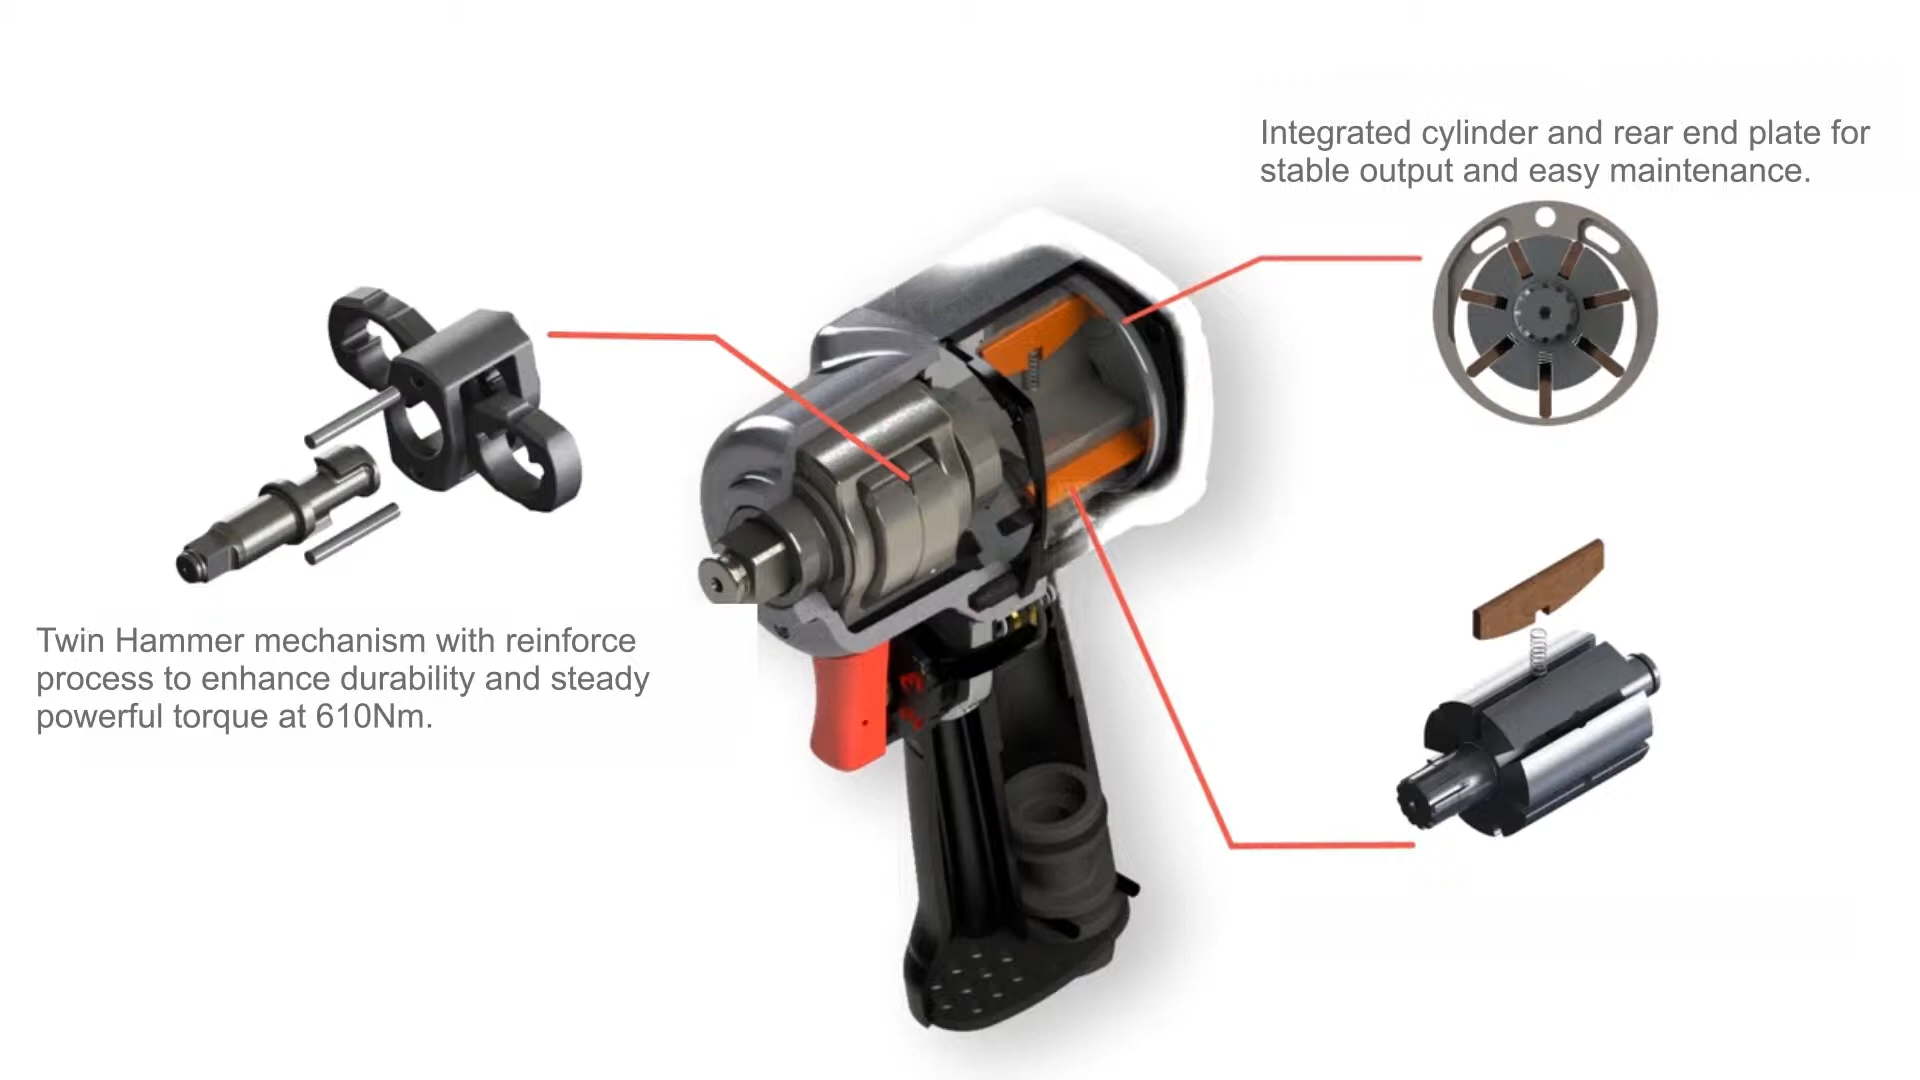 Integrated cylinder and rear end plate for
stable output and easy maintenance.
Twin Hammer mechanism with reinforce
process to enhance durability and steady
powerful torque at 610Nm.